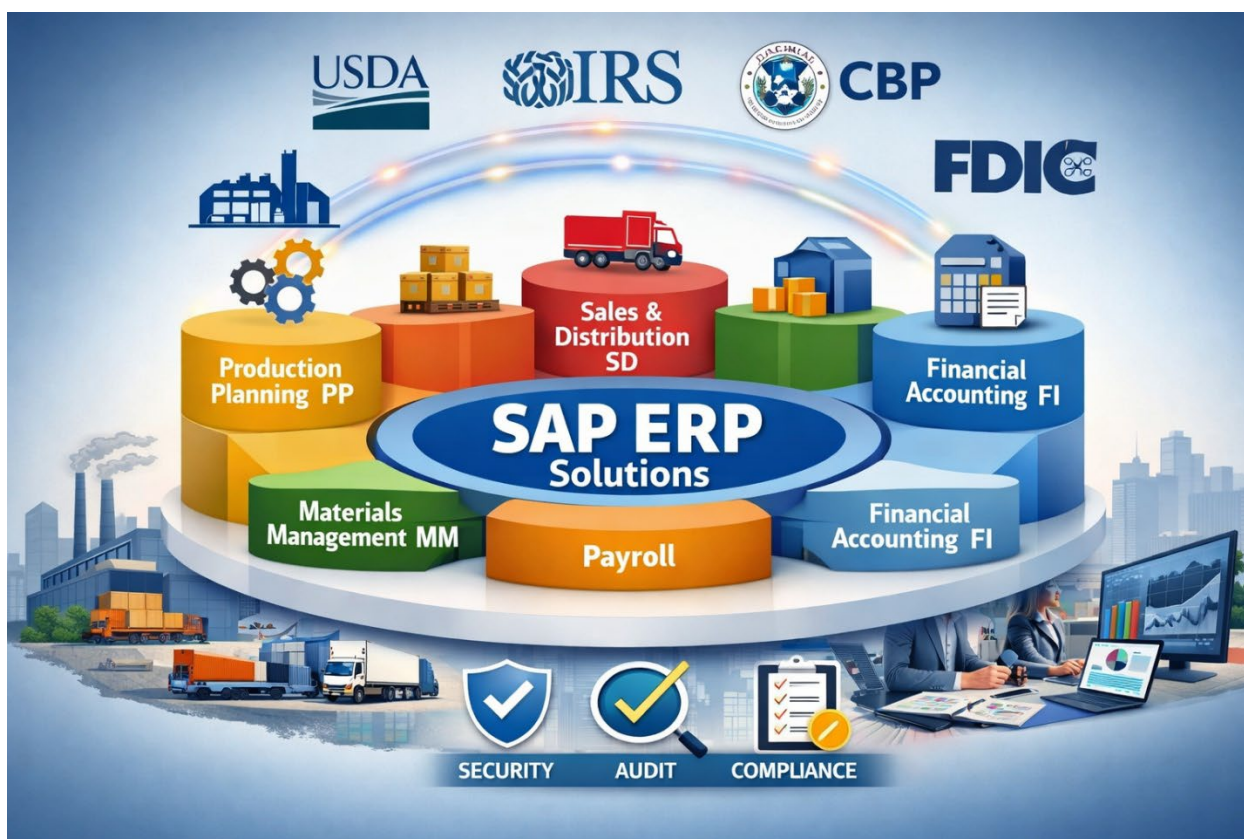 USDA
IRS
CBP
FDIC
Sales &
Distribution
SD
Production
Planning PP
Financial
Accounting FI
SAP ERP
Solutions
Materials
Management MM
Payroll
Financial
Accounting FI
SECURITY
AUDIT
COMPLIANCE